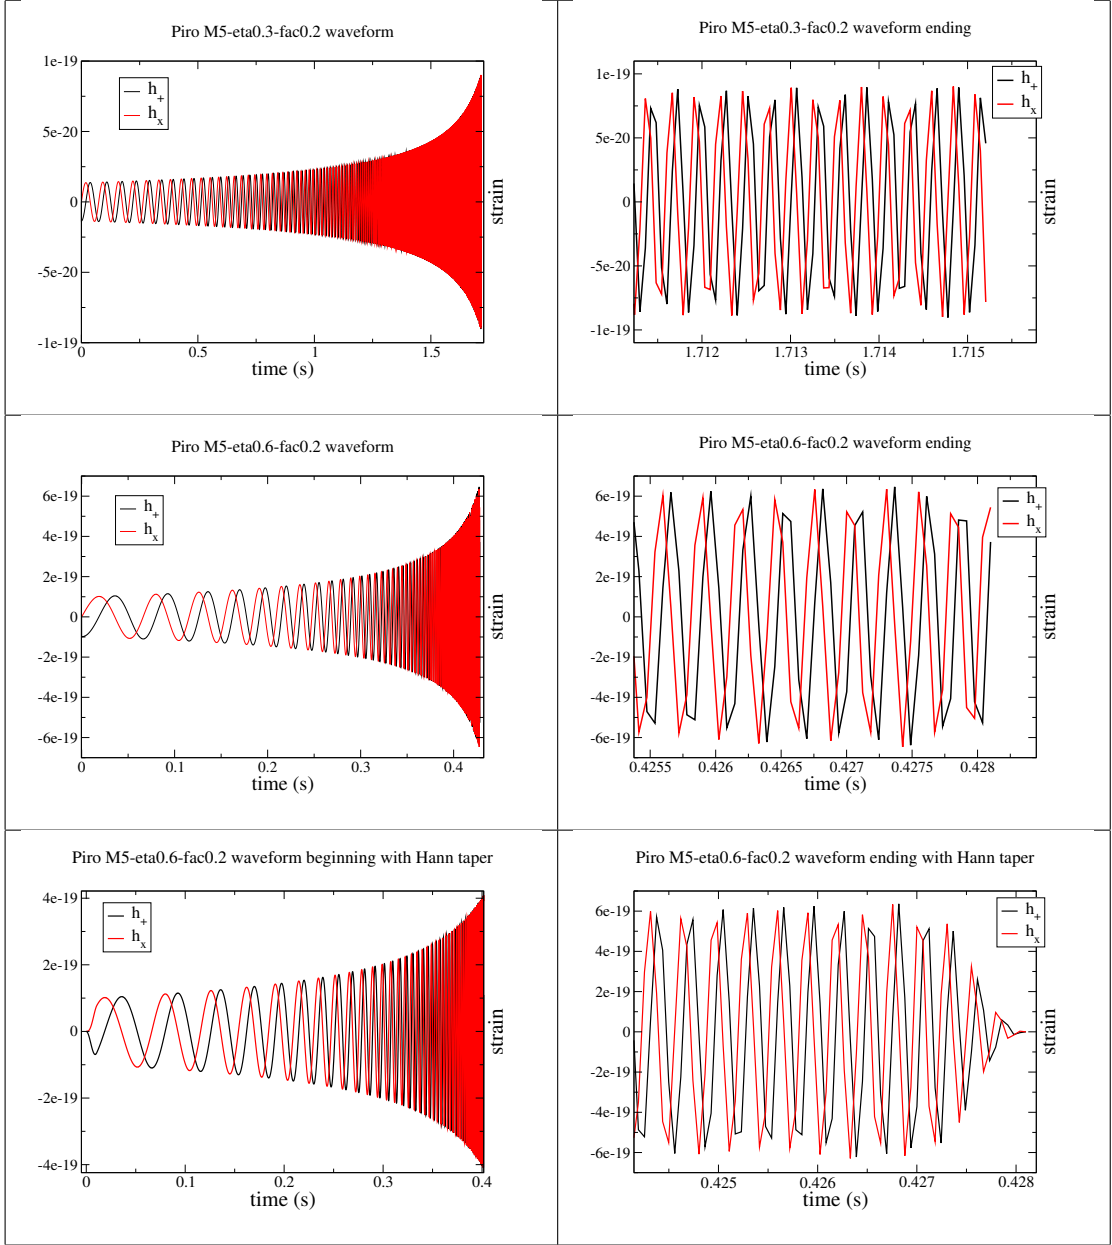 Piro M5-eta0.3-fac0.2 waveform
1e-19
5e-20
0
-5e-20
-1e-19
h+
hx
0 0.5 1 1.5
time (s)
strain
Piro M5-eta0.3-fac0.2 waveform ending
1e-19
5e-20
0
-5e-20
-1e-19
h+
hx
1.712 1.713 1.714 1.715
time (s)
strain
Piro M5-eta0.6-fac0.2 waveform
6e-19
4e-19
2e-19
0
-2e-19
-4e-19
-6e-19
h+
hx
0 0.1 0.2 0.3 0.4
time (s)
strain
Piro M5-eta0.6-fac0.2 waveform ending
6e-19
4e-19
2e-19
0
-2e-19
-4e-19
-6e-19
h+
hx
0.4255 0.426 0.4265 0.427 0.4275 0.428
time (s)
strain
Piro M5-eta0.6-fac0.2 waveform beginning with Hann taper
4e-19
2e-19
0
-2e-19
-4e-19
h+
hx
0 0.1 0.2 0.3 0.4
time (s)
strain
Piro M5-eta0.6-fac0.2 waveform ending with Hann taper
6e-19
4e-19
2e-19
0
-2e-19
-4e-19
-6e-19
h+
hx
0.425 0.426 0.427 0.428
time (s)
strain